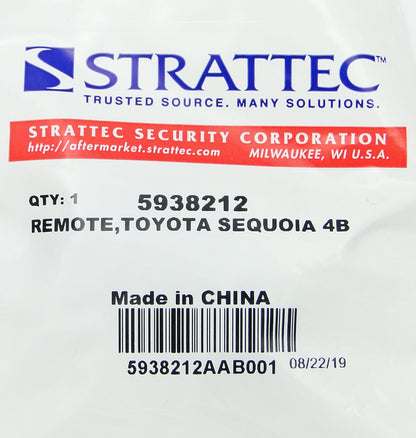 STRATTEC™
TRUSTED SOURCE. MANY SOLUTIONS.
STRATTEC SECURITY CORPORATION
http://aftermarket.strattec.com MILWAUKEE, WI U.S.A.
QTY: 1 5938212
REMOTE,TOYOTA SEQUOIA 4B
Made in CHINA
5938212AAB001 08/22/19